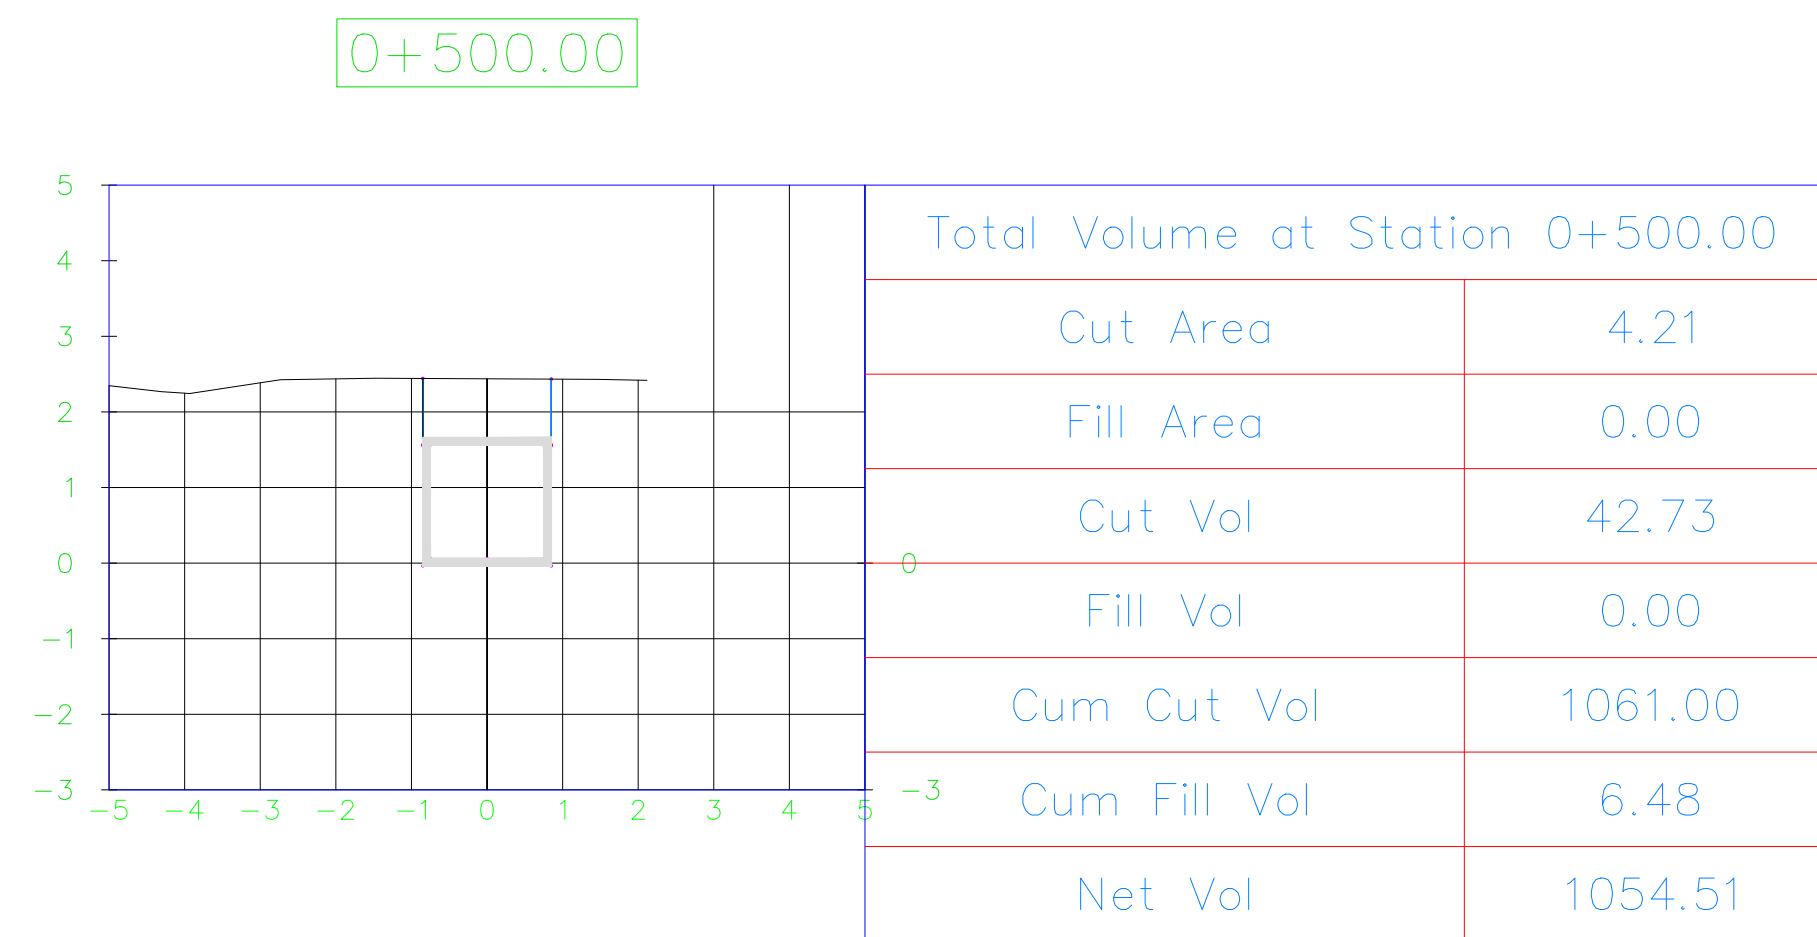 0+500.00
5
4
3
2
1
0
-1
-2
-3
-5 -4 -3 -2 -1 0 1 2 3 4 5
0
-3
Total Volume at Station 0+500.00
Cut Area 4.21
Fill Area 0.00
Cut Vol 42.73
Fill Vol 0.00
Cum Cut Vol 1061.00
Cum Fill Vol 6.48
Net Vol 1054.51